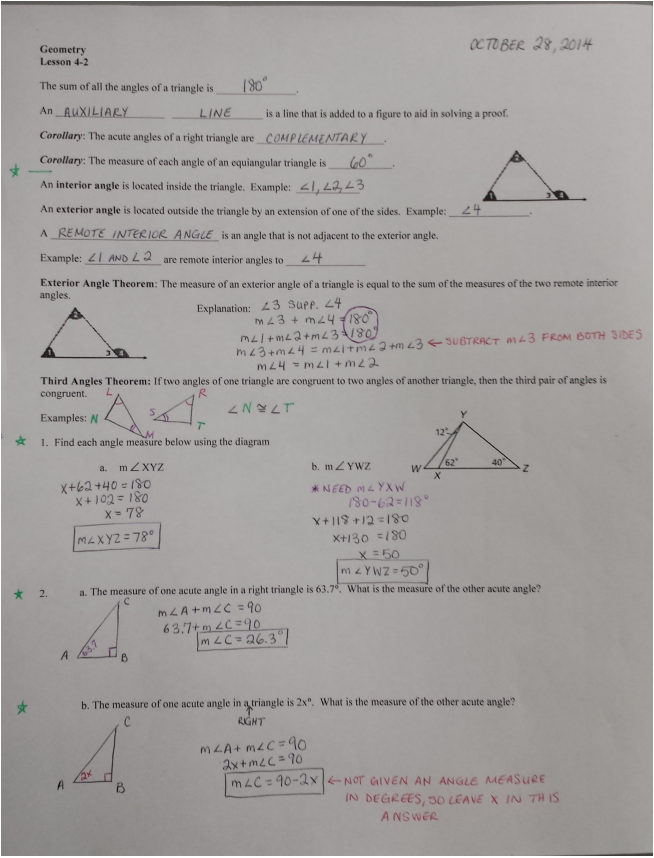 OCTOBER 28, 2014
Geometry
Lesson 4-2
The sum of all the angles of a triangle is 180°.
An AUXILIARY LINE is a line that is added to a figure to aid in solving a proof.
Corollary: The acute angles of a right triangle are COMPLEMENTARY.
Corollary: The measure of each angle of an equiangular triangle is 60°.
An interior angle is located inside the triangle. Example: ∠1, ∠2, ∠3
2
1 3 4
An exterior angle is located outside the triangle by an extension of one of the sides. Example: ∠4.
A REMOTE INTERIOR ANGLE is an angle that is not adjacent to the exterior angle.
Example: ∠1 AND ∠2 are remote interior angles to ∠4
Exterior Angle Theorem: The measure of an exterior angle of a triangle is equal to the sum of the measures of the two remote interior
angles.
2
1 3 4
Explanation: ∠3 SUPP. ∠4
m∠3 + m∠4 = 180°
m∠1 + m∠2 + m∠3 = 180°
m∠3 + m∠4 = m∠1 + m∠2 + m∠3 ← SUBTRACT m∠3 FROM BOTH SIDES
m∠4 = m∠1 + m∠2
Third Angles Theorem: If two angles of one triangle are congruent to two angles of another triangle, then the third pair of angles is
congruent.
L R
Examples: N S ∠N ≅ ∠T
M T
1. Find each angle measure below using the diagram
Y
12°
W 62° 40° Z
X
a. m∠XYZ
x+62+40=180
x+102=180
x=78
m∠XYZ=78°
b. m∠YWZ
* NEED m∠YXW
180-62=118°
x+118+12=180
x+130 =180
x=50
m∠YWZ=50°
2. a. The measure of one acute angle in a right triangle is 63.7°. What is the measure of the other acute angle?
C
A 63.7 B
m∠A+m∠C=90
63.7+m∠C=90
m∠C=26.3°
b. The measure of one acute angle in a triangle is 2x°. What is the measure of the other acute angle?
RIGHT
C
A 2x B
m∠A+ m∠C=90
2x+m∠C=90
m∠C=90-2x ← NOT GIVEN AN ANGLE MEASURE
IN DEGREES, SO LEAVE X IN THIS
ANSWER